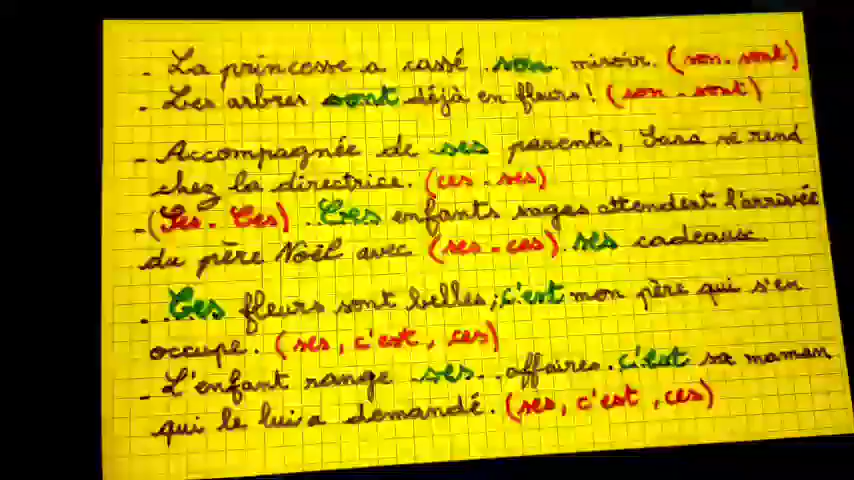 - La princesse a cassé .son. miroir. (son - sont)
- Les arbres sont déjà en fleurs ! (son - sont)
- Accompagnée de ses parents, Sara se rend
chez la directrice. (ces - ses)
- (Ses - Ces) . Ces enfants sages attendent l'arrivée
du père Noël avec (ses - ces). ses cadeaux.
- Ces fleurs sont belles, c'est mon père qui s'en
occupe. (ses, c'est, ces)
- L'enfant range .ses.. affaires. c'est sa maman
qui le lui a demandé. (ses, c'est, ces)